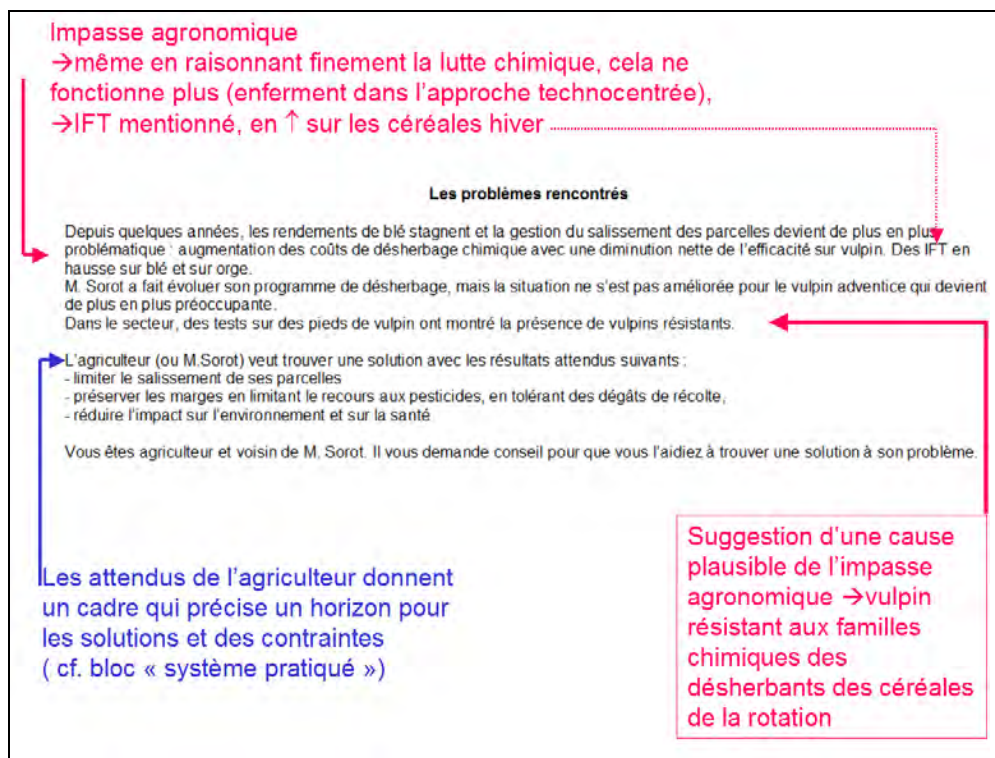 Impasse agronomique
→même en raisonnant finement la lutte chimique, cela ne
fonctionne plus (enferment dans l'approche technocentrée),
→IFT mentionné, en ↑ sur les céréales hiver
Les problèmes rencontrés
Depuis quelques années, les rendements de blé stagnent et la gestion du salissement des parcelles devient de plus en plus
problématique : augmentation des coûts de désherbage chimique avec une diminution nette de l'efficacité sur vulpin. Des IFT en
hausse sur blé et sur orge.
M. Sorot a fait évoluer son programme de désherbage, mais la situation ne s'est pas améliorée pour le vulpin adventice qui devient
de plus en plus préoccupante.
Dans le secteur, des tests sur des pieds de vulpin ont montré la présence de vulpins résistants.
L'agriculteur (ou M.Sorot) veut trouver une solution avec les résultats attendus suivants :
- limiter le salissement de ses parcelles
- préserver les marges en limitant le recours aux pesticides, en tolérant des dégâts de récolte,
- réduire l'impact sur l'environnement et sur la santé
Vous êtes agriculteur et voisin de M. Sorot. Il vous demande conseil pour que vous l'aidiez à trouver une solution à son problème.
Les attendus de l'agriculteur donnent
un cadre qui précise un horizon pour
les solutions et des contraintes
( cf. bloc « système pratiqué »)
Suggestion d'une cause
plausible de l'impasse
agronomique →vulpin
résistant aux familles
chimiques des
désherbants des céréales
de la rotation